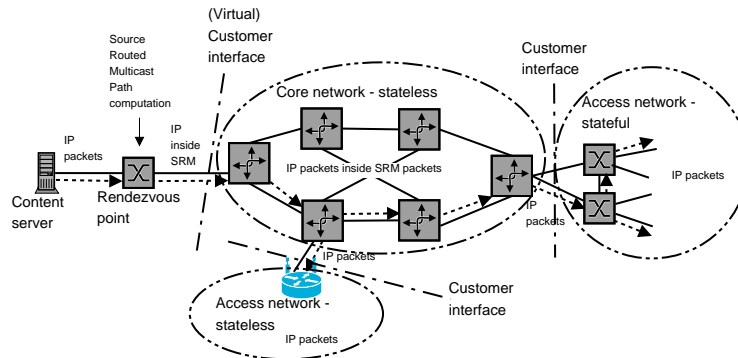 (Virtual)
Customer
interface
Source
Routed
Multicast
Path
computation
Customer
interface
Core network - stateless
Access network -
stateful
IP
packets
IP
inside
SRM
IP packets inside SRM packets
IP packets
Content
server
Rendezvous
point
IP
packets
IP
packets
Access network -
stateless
IP packets
Customer
interface